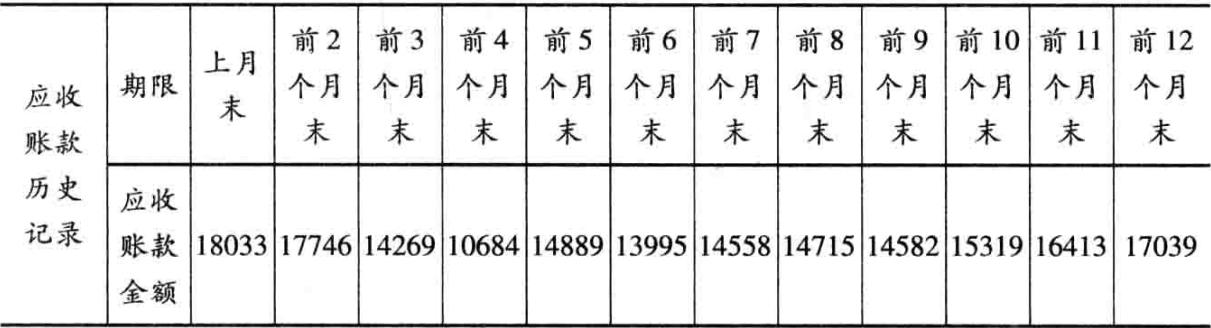 应收账款历史记录
期限 上月末 前2个月末 前3个月末 前4个月末 前5个月末 前6个月末 前7个月末 前8个月末 前9个月末 前10个月末 前11个月末 前12个月末
应收账款金额 18033 17746 14269 10684 14889 13995 14558 14715 14582 15319 16413 17039